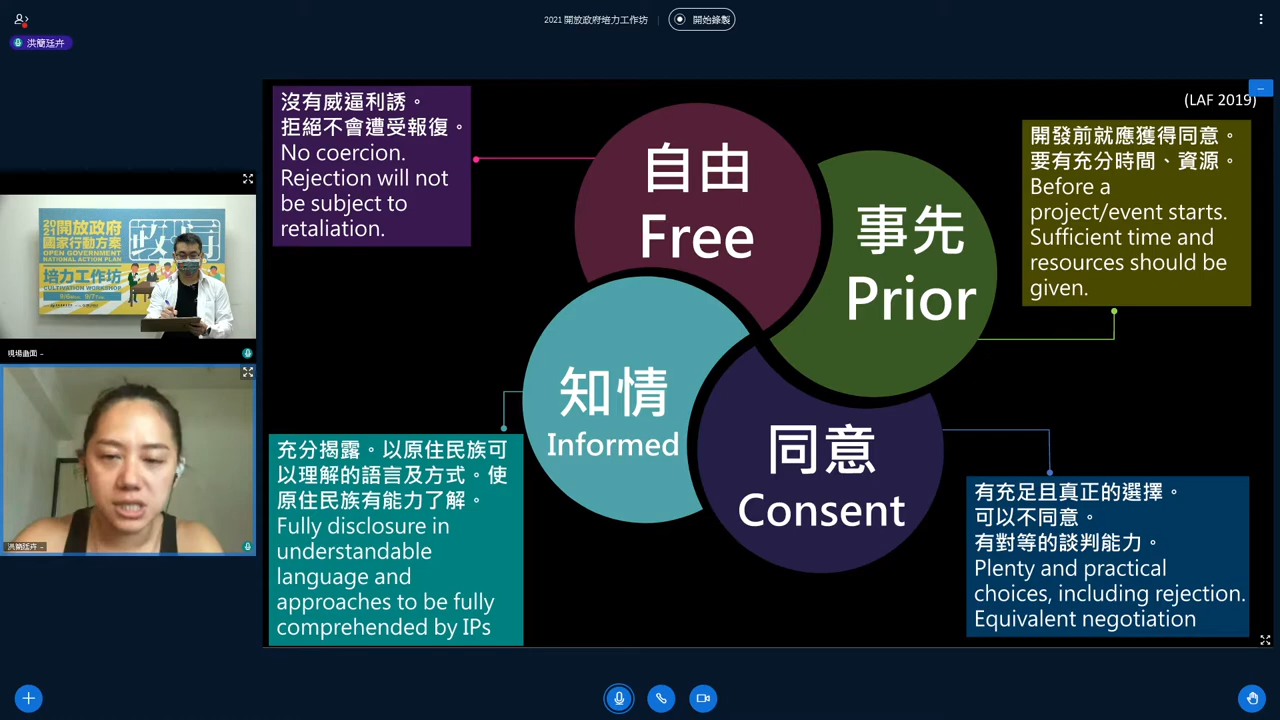 2021 開放政府培力工作坊
開始錄製
洪簡廷卉
2021開放政府
國家行動方案
OPEN GOVERNMENT
NATIONAL ACTION PLAN
培力工作坊
CULTIVATION WORKSHOP
現場畫面
洪簡廷卉
(LAF 2019)
沒有威逼利誘。
拒絕不會遭受報復。
No coercion.
Rejection will not
be subject to
retaliation.
自由
Free
事先
Prior
開發前就應獲得同意。
要有充分時間、資源。
Before a
project/event starts.
Sufficient time and
resources should be
given.
知情
Informed
充分揭露。以原住民族可
以理解的語言及方式。使
原住民族有能力了解。
Fully disclosure in
understandable
language and
approaches to be fully
comprehended by IPs
同意
Consent
有充足且真正的選擇。
可以不同意。
有對等的談判能力。
Plenty and practical
choices, including rejection.
Equivalent negotiation